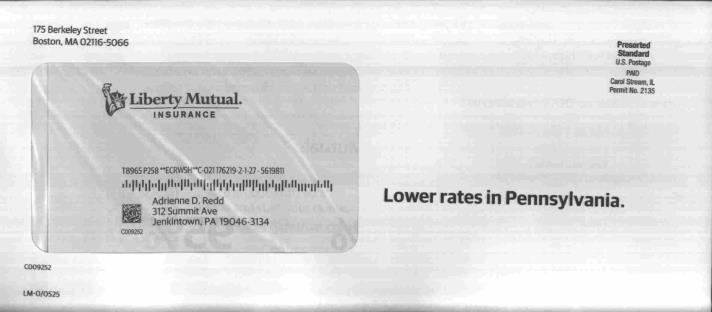 175 Berkeley Street
Boston, MA 02116-5066
Presorted
Standard
U.S. Postage
PAID
Carol Stream, IL
Permit No. 2135
Liberty Mutual.
INSURANCE
T8965 P258 **ECRWSH**C-021 176219-2-1-27 - 5619811
Adrienne D. Redd
312 Summit Ave
Jenkintown, PA 19046-3134
C009252
Lower rates in Pennsylvania.
C009252
LM-O/0525